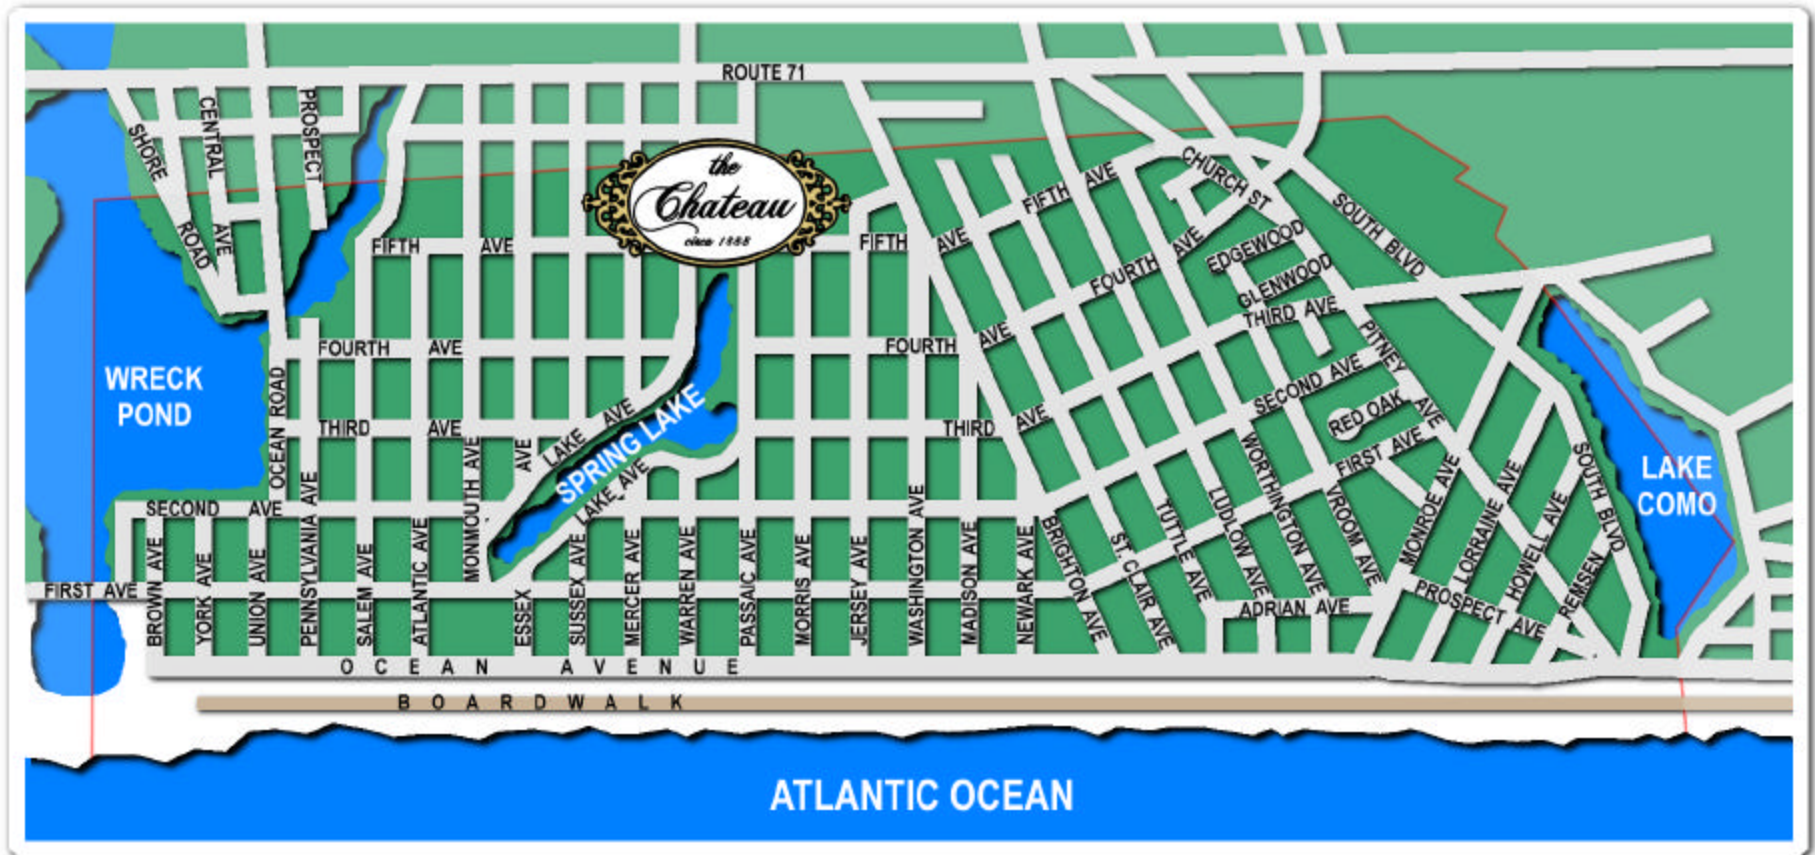 ROUTE 71
SHORE
ROAD
CENTRAL
AVE
PROSPECT
the
Chateau
circa 1888
FIFTH AVE
FIFTH AVE
FIFTH AVE
CHURCH ST
SOUTH BLVD
EDGEWOOD
GLENWOOD
FOURTH AVE
THIRD AVE
FOURTH AVE
FOURTH AVE
PITNEY AVE
WRECK
POND
OCEAN ROAD
SECOND AVE
RED OAK
FIRST AVE
THIRD AVE
THIRD AVE
LAKE AVE
SPRING LAKE
LAKE AVE
LAKE
COMO
SOUTH BLVD
SECOND AVE
FIRST AVE
BROWN AVE
YORK AVE
UNION AVE
PENNSYLVANIA AVE
SALEM AVE
ATLANTIC AVE
MONMOUTH AVE
ESSEX AVE
SUSSEX AVE
MERCER AVE
WARREN AVE
PASSAIC AVE
MORRIS AVE
JERSEY AVE
WASHINGTON AVE
MADISON AVE
NEWARK AVE
BRIGHTON AVE
ST. CLAIR AVE
TUTTLE AVE
LUDLOW AVE
WORTHINGTON AVE
VROOM AVE
MONROE AVE
LORRAINE AVE
HOWELL AVE
REMSEN
ADRIAN AVE
PROSPECT AVE
OCEAN AVENUE
BOARDWALK
ATLANTIC OCEAN